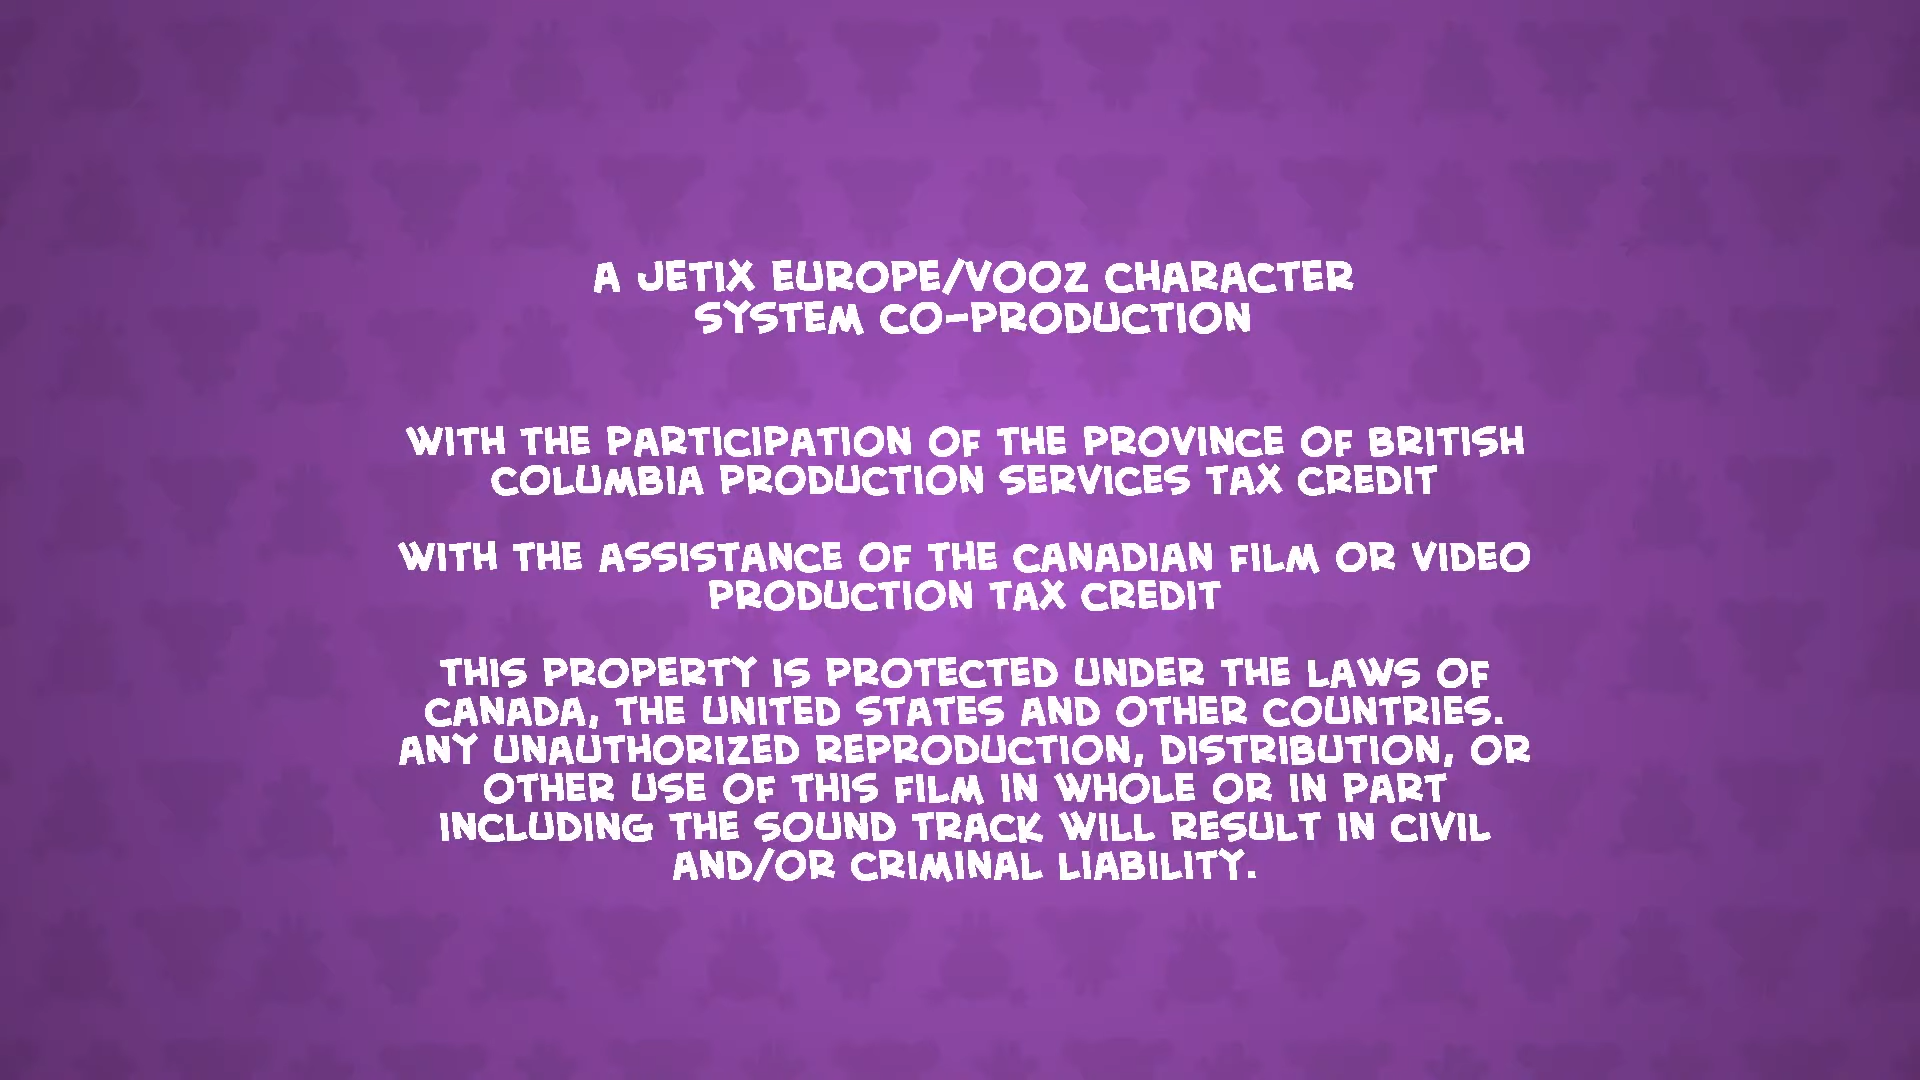 A JETIX EUROPE/VOOZ CHARACTER
SYSTEM CO-PRODUCTION
WITH THE PARTICIPATION OF THE PROVINCE OF BRITISH
COLUMBIA PRODUCTION SERVICES TAX CREDIT
WITH THE ASSISTANCE OF THE CANADIAN FILM OR VIDEO
PRODUCTION TAX CREDIT
THIS PROPERTY IS PROTECTED UNDER THE LAWS OF
CANADA, THE UNITED STATES AND OTHER COUNTRIES.
ANY UNAUTHORIZED REPRODUCTION, DISTRIBUTION, OR
OTHER USE OF THIS FILM IN WHOLE OR IN PART
INCLUDING THE SOUND TRACK WILL RESULT IN CIVIL
AND/OR CRIMINAL LIABILITY.